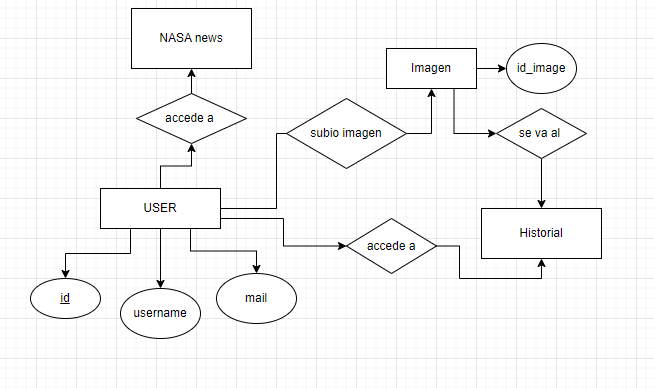 NASA news
Imagen
id_image
accede a
subio imagen
se va al
USER
Historial
accede a
id
username
mail